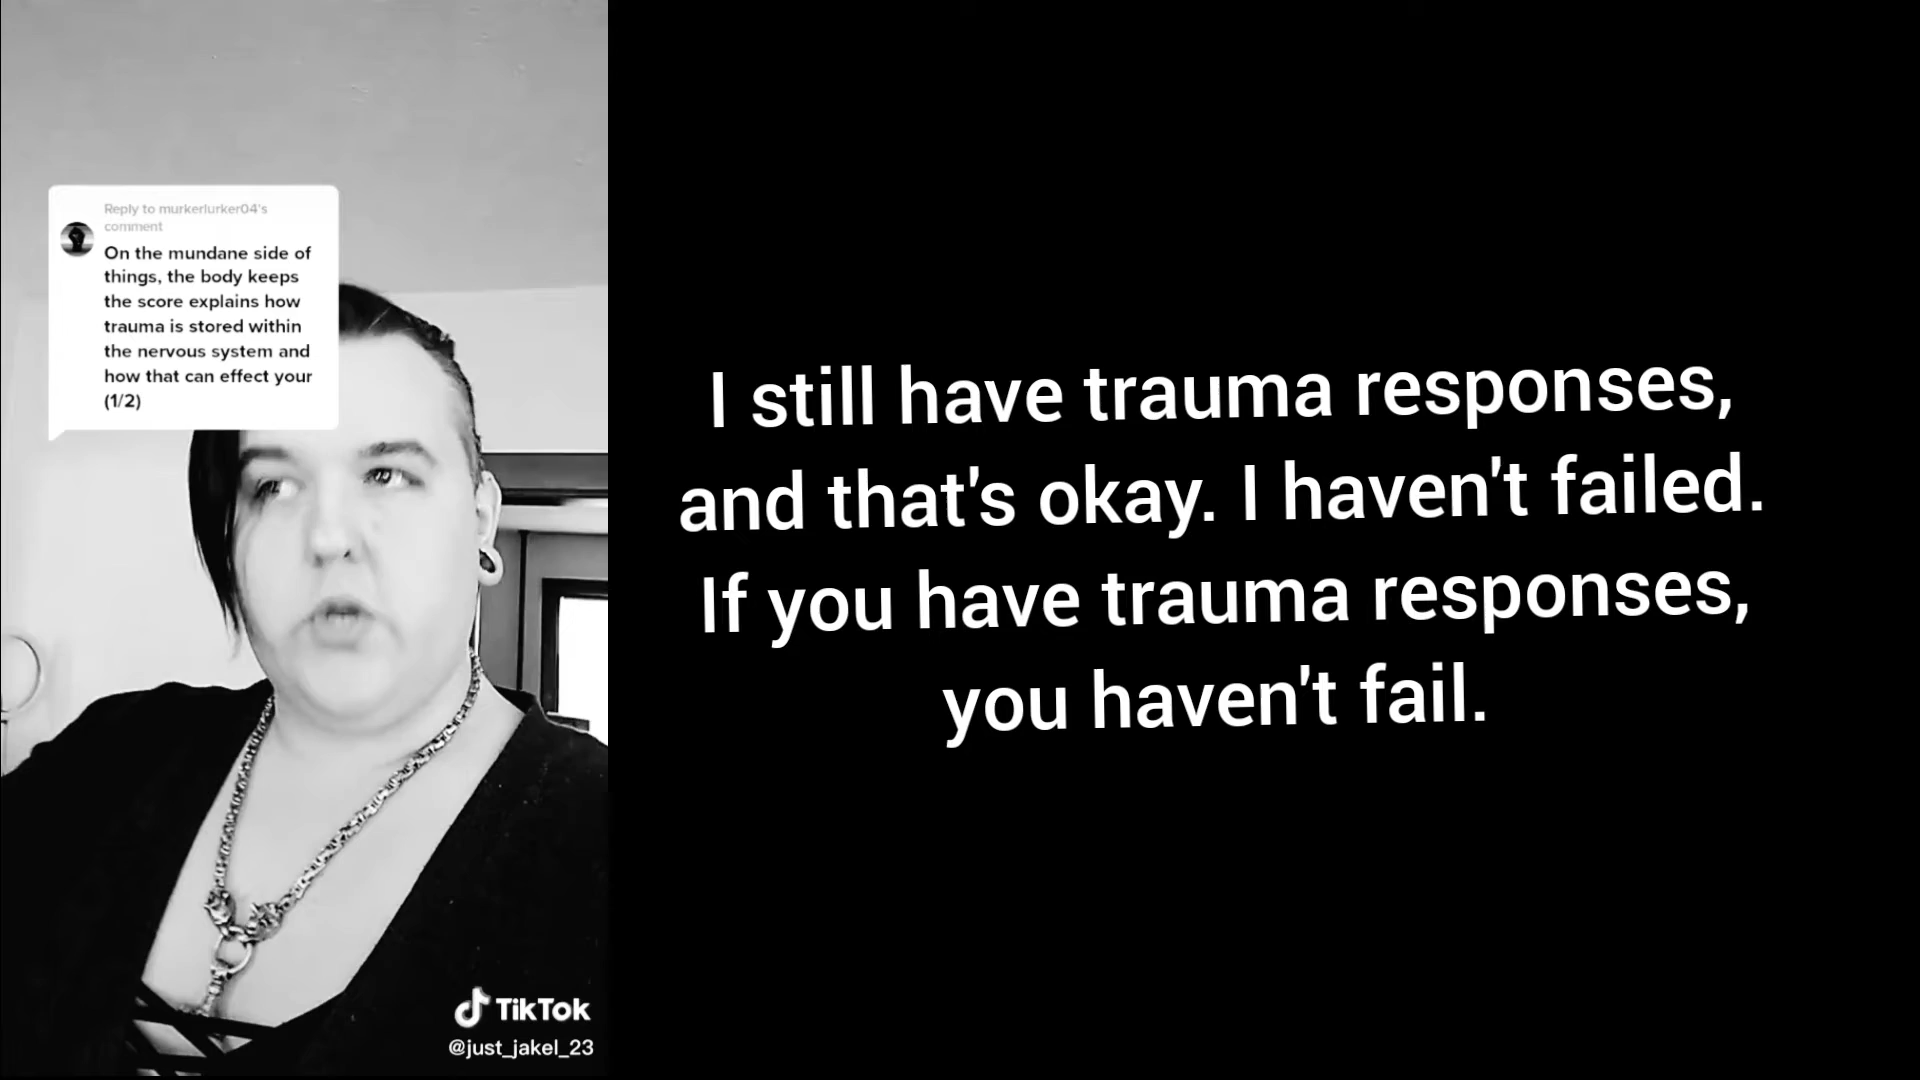 Reply to murkerlurker04's
comment
On the mundane side of
things, the body keeps
the score explains how
trauma is stored within
the nervous system and
how that can effect your
(1/2)
I still have trauma responses,
and that's okay. I haven't failed.
If you have trauma responses,
you haven't fail.
TikTok
@just_jakel_23